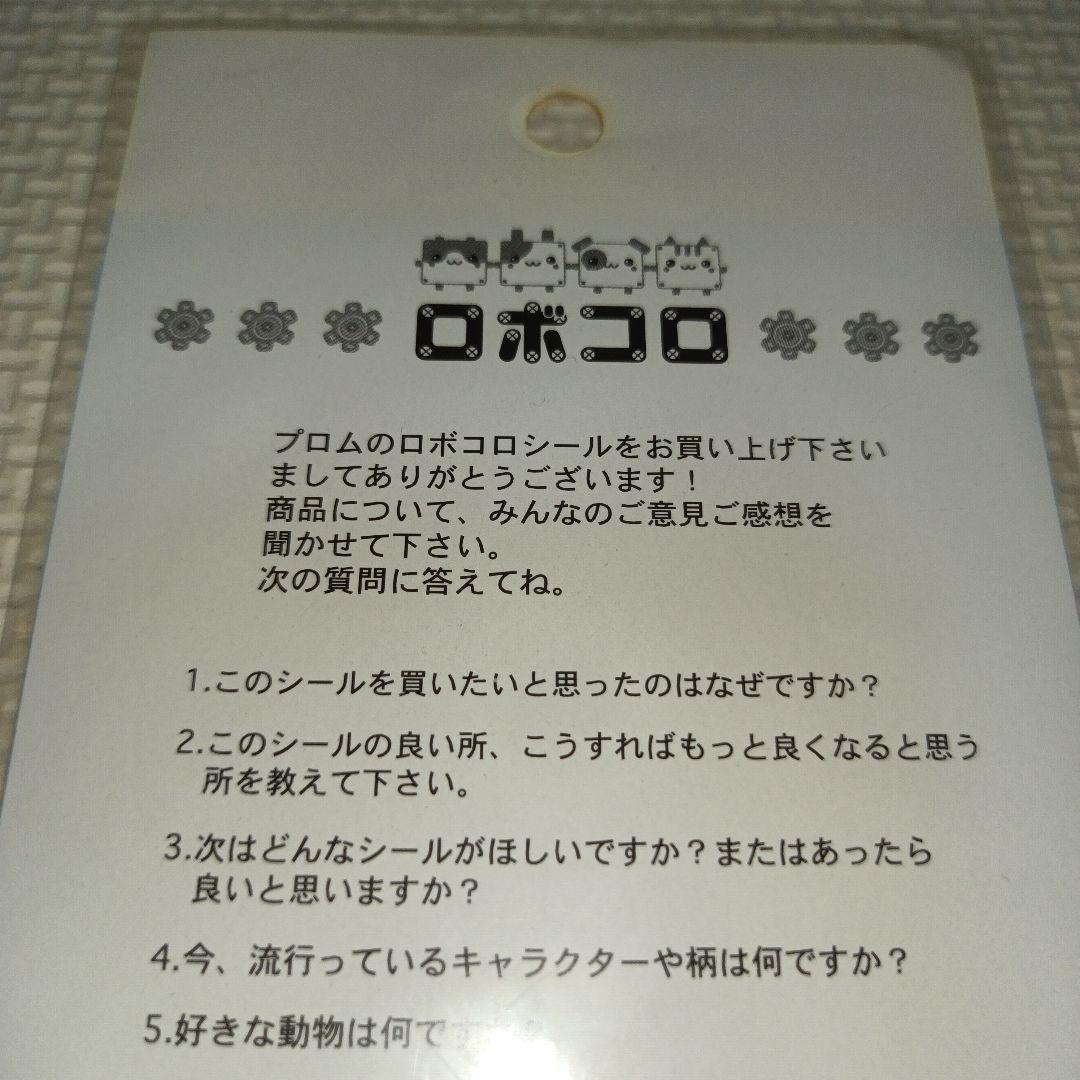 ロボコロ
プロムのロボコロシールをお買い上げ下さい
ましてありがとうございます！
商品について、みんなのご意見ご感想を
聞かせて下さい。
次の質問に答えてね。
1.このシールを買いたいと思ったのはなぜですか？
2.このシールの良い所、こうすればもっと良くなると思う
所を教えて下さい。
3.次はどんなシールがほしいですか？またはあったら
良いと思いますか？
4.今、流行っているキャラクターや柄は何ですか？
5.好きな動物は何で